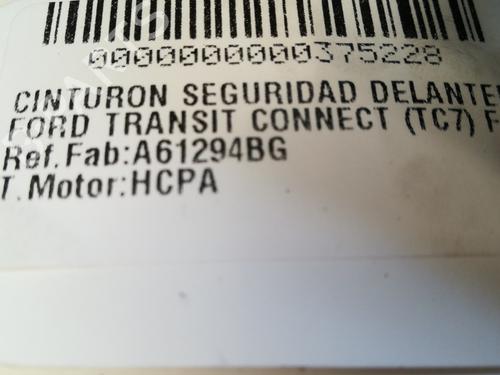 0000000000375228
CINTURON SEGURIDAD DELANTE
FORD TRANSIT CONNECT (TC7) F
Ref.Fab:A61294BG
T.Motor:HCPA